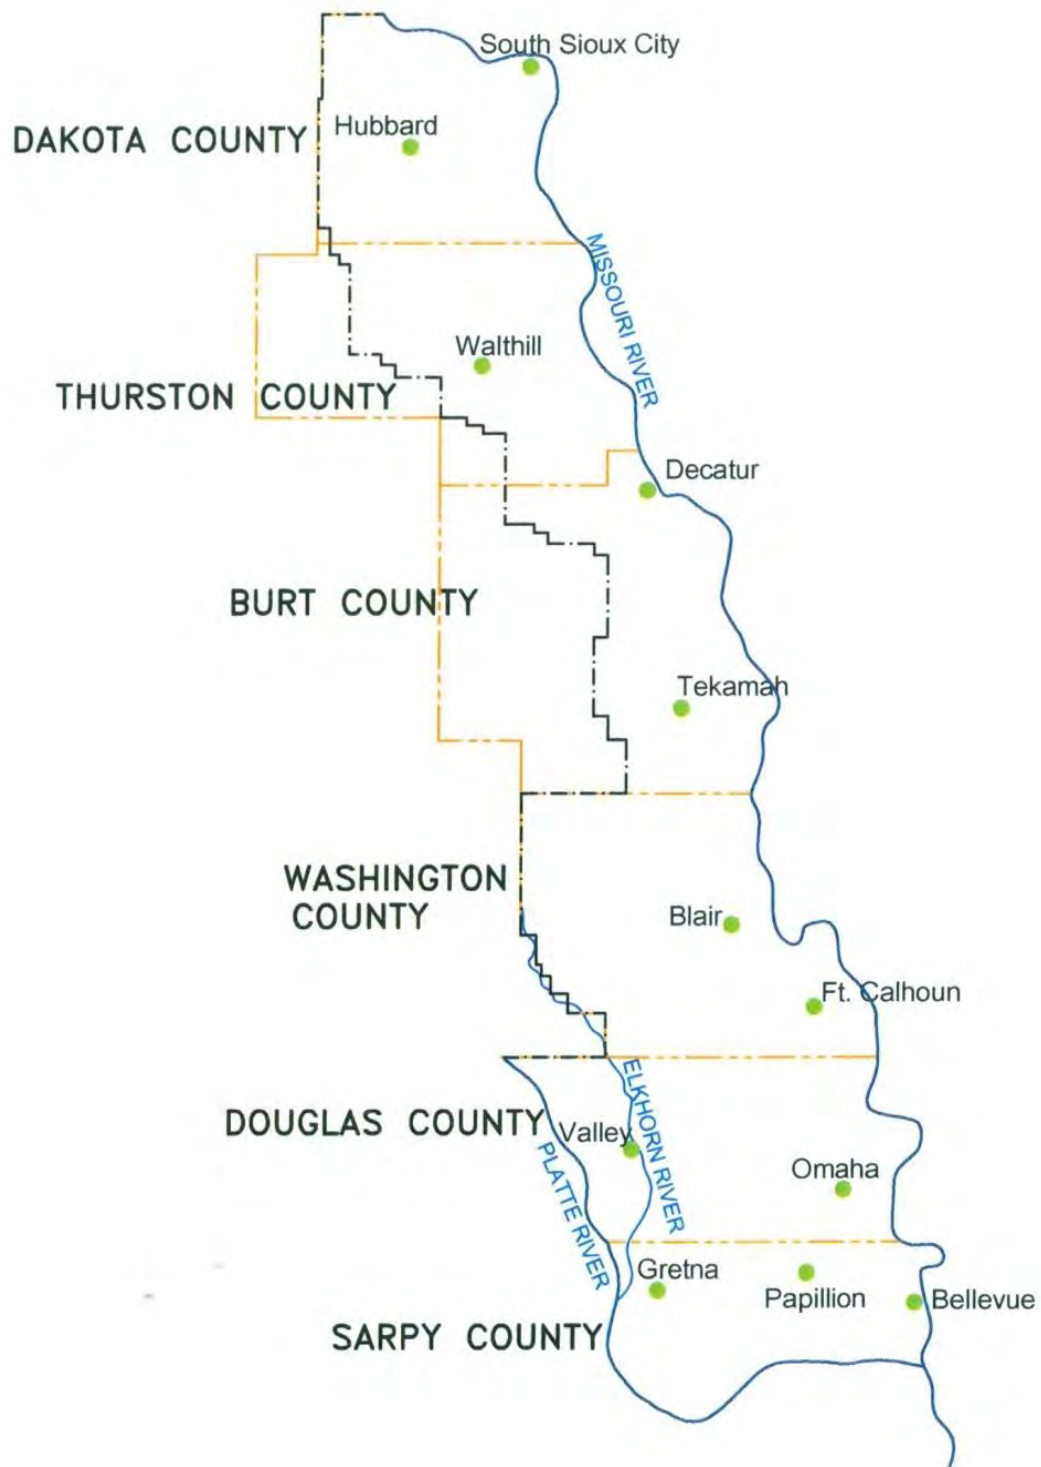 South Sioux City
Hubbard
DAKOTA COUNTY
MISSOURI RIVER
Walthill
THURSTON COUNTY
Decatur
BURT COUNTY
Tekamah
WASHINGTON
COUNTY
Blair
Ft. Calhoun
ELKHORN RIVER
DOUGLAS COUNTY
Valley
PLATTE RIVER
Omaha
Gretna
Papillion
Bellevue
SARPY COUNTY